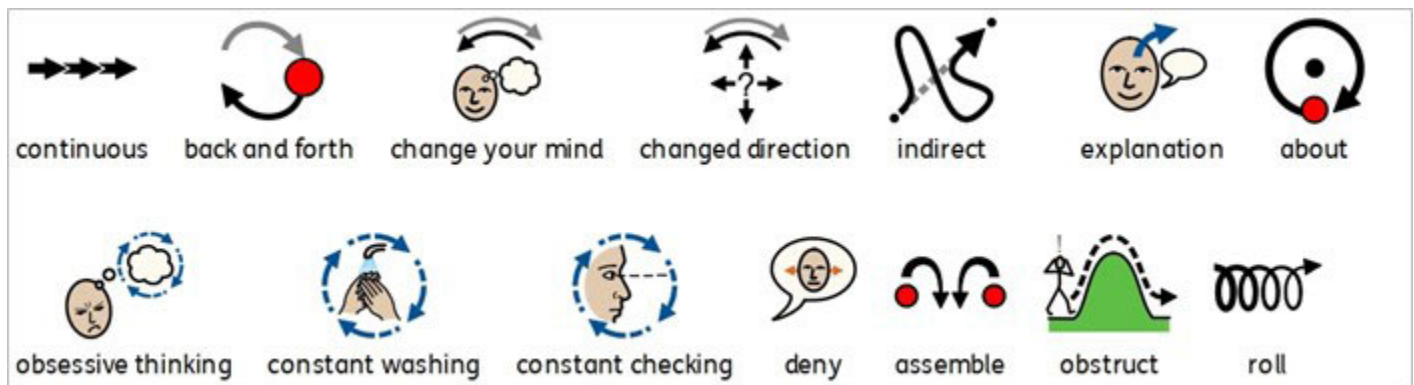 continuous back and forth change your mind changed direction indirect explanation about
?
obsessive thinking constant washing constant checking deny assemble obstruct roll